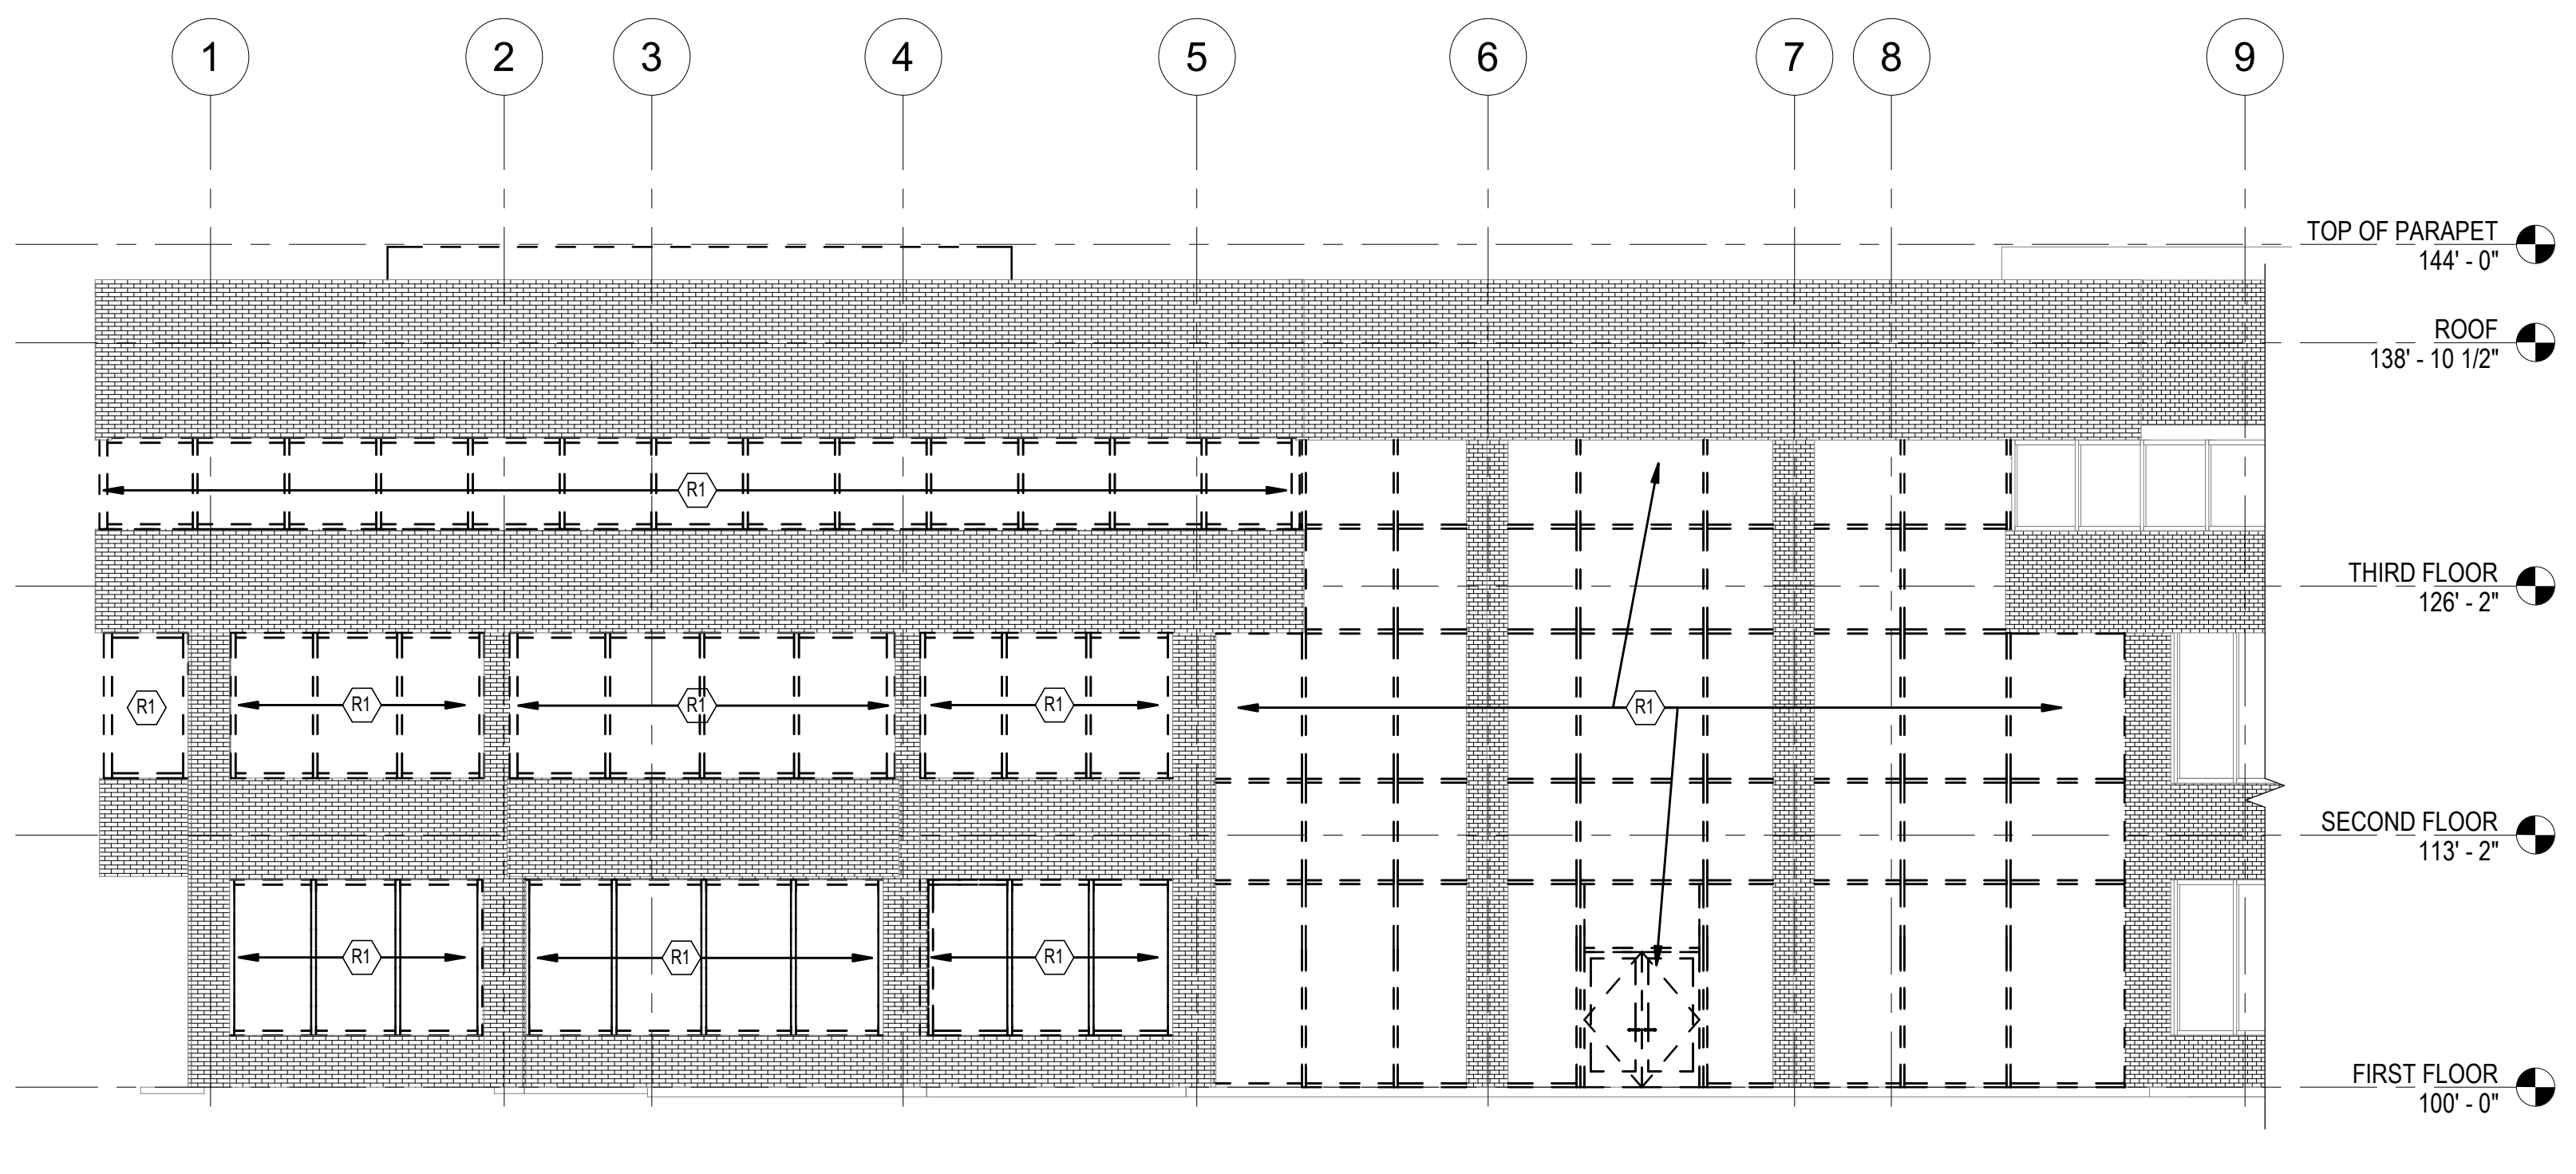 1 2 3 4 5 6 7 8 9
TOP OF PARAPET
144' - 0"
ROOF
138' - 10 1/2"
R1
THIRD FLOOR
126' - 2"
R1 R1 R1 R1 R1
SECOND FLOOR
113' - 2"
R1 R1 R1
FIRST FLOOR
100' - 0"